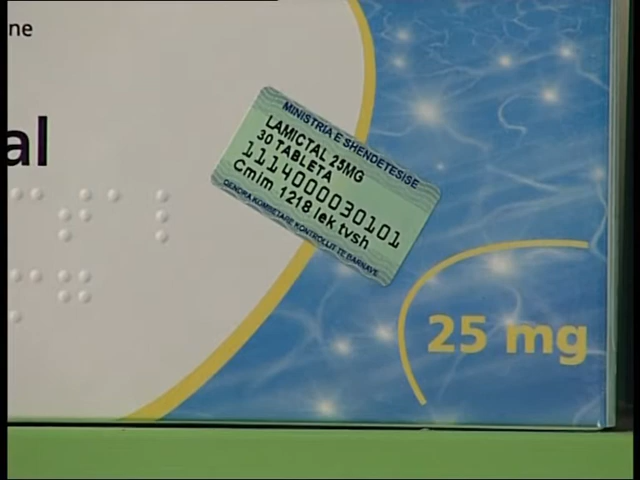 ne
al
MINISTRIA E SHENDETESISE
LAMICTAL 25MG
30 TABLETA
1114000030101
Cmim 1218 lek tvsh
QENDRA KOMBETARE KONTROLLIT TE BARNAVE
25 mg